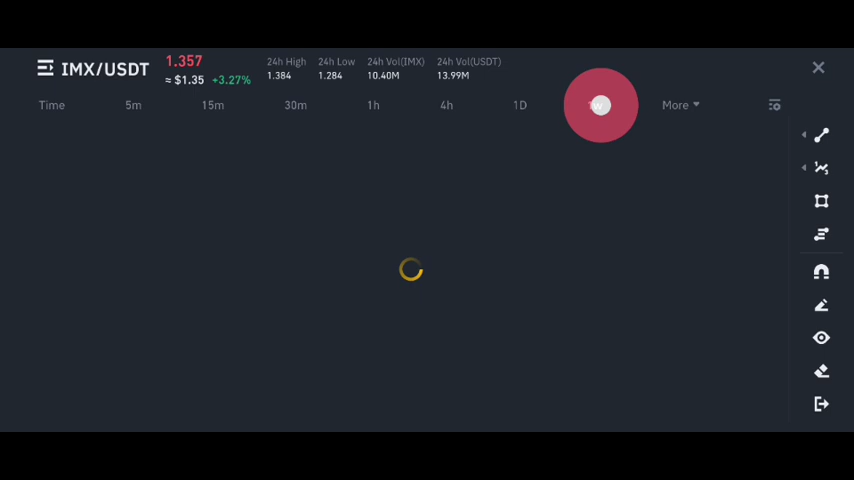 IMX/USDT
1.357
≈ $1.35 +3.27%
24h High
1.384
24h Low
1.284
24h Vol(IMX)
10.40M
24h Vol(USDT)
13.99M
Time 5m 15m 30m 1h 4h 1D 1w More